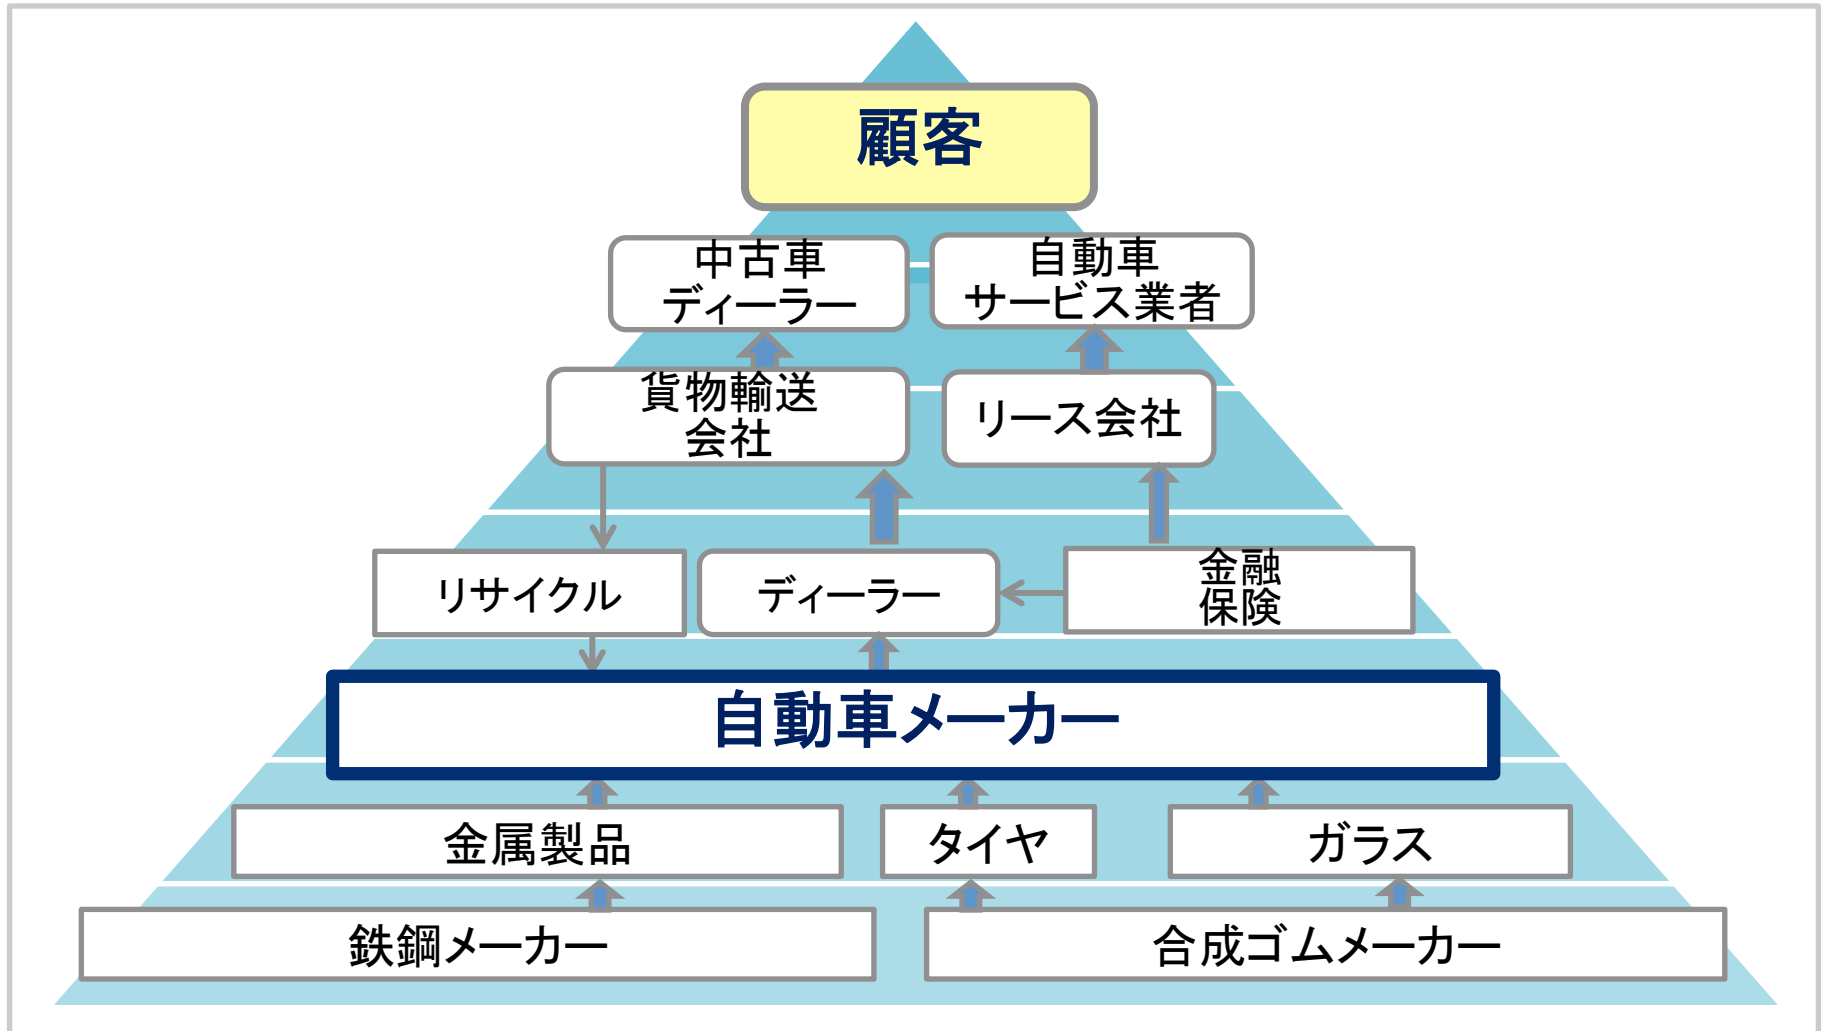 顧客
中古車
ディーラー
自動車
サービス業者
貨物輸送
会社
リース会社
リサイクル
ディーラー
金融
保険
自動車メーカー
金属製品
タイヤ
ガラス
鉄鋼メーカー
合成ゴムメーカー